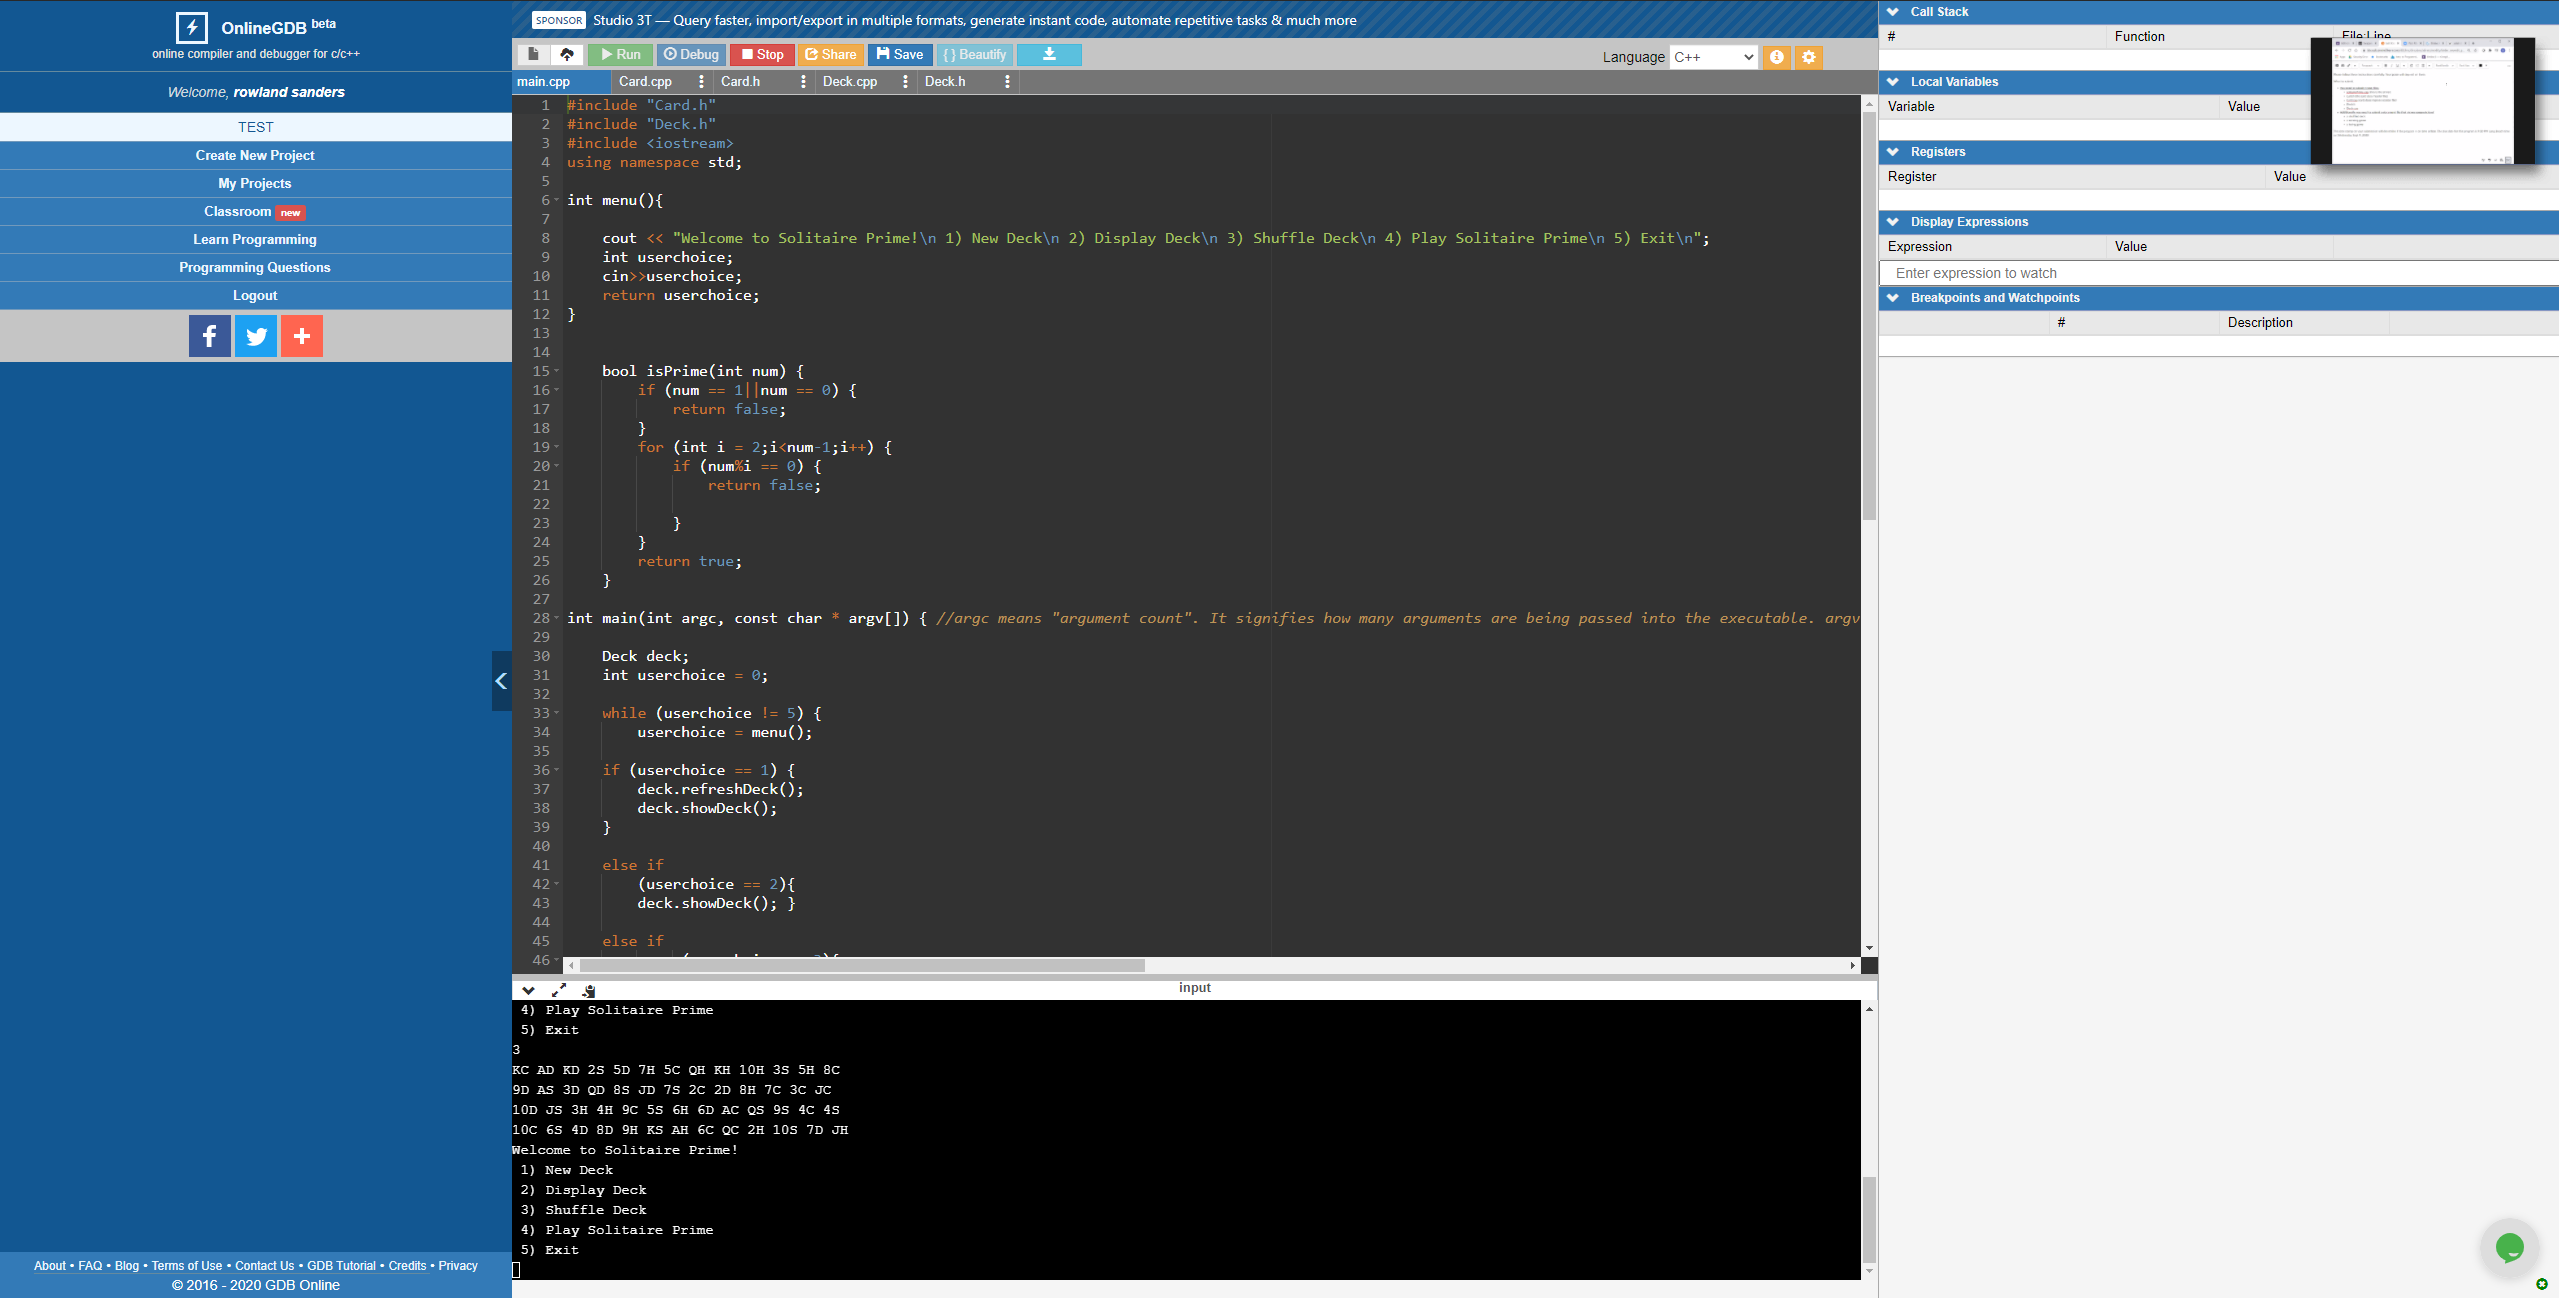 OnlineGDB beta
online compiler and debugger for c/c++
Welcome, rowland sanders
TEST
Create New Project
My Projects
Classroom new
Learn Programming
Programming Questions
Logout
About • FAQ • Blog • Terms of Use • Contact Us • GDB Tutorial • Credits • Privacy
© 2016 - 2020 GDB Online
SPONSOR Studio 3T — Query faster, import/export in multiple formats, generate instant code, automate repetitive tasks & much more
Run Debug Stop Share Save { } Beautify
Language C++
main.cpp Card.cpp Card.h Deck.cpp Deck.h
1 #include "Card.h"
2 #include "Deck.h"
3 #include <iostream>
4 using namespace std;
5
6 int menu(){
7
8 cout << "Welcome to Solitaire Prime!\n 1) New Deck\n 2) Display Deck\n 3) Shuffle Deck\n 4) Play Solitaire Prime\n 5) Exit\n";
9 int userchoice;
10 cin>>userchoice;
11 return userchoice;
12 }
13
14
15 bool isPrime(int num) {
16 if (num == 1||num == 0) {
17 return false;
18 }
19 for (int i = 2;i<num-1;i++) {
20 if (num%i == 0) {
21 return false;
22
23 }
24 }
25 return true;
26 }
27
28 int main(int argc, const char * argv[]) { //argc means "argument count". It signifies how many arguments are being passed into the executable. argv
29
30 Deck deck;
31 int userchoice = 0;
32
33 while (userchoice != 5) {
34 userchoice = menu();
35
36 if (userchoice == 1) {
37 deck.refreshDeck();
38 deck.showDeck();
39 }
40
41 else if
42 (userchoice == 2){
43 deck.showDeck(); }
44
45 else if
46
input
4) Play Solitaire Prime
5) Exit
3
KC AD KD 2S 5D 7H 5C QH KH 10H 3S 5H 8C
9D AS 3D QD 8S JD 7S 2C 2D 8H 7C 3C JC
10D JS 3H 4H 9C 5S 6H 6D AC QS 9S 4C 4S
10C 6S 4D 8D 9H KS AH 6C QC 2H 10S 7D JH
Welcome to Solitaire Prime!
1) New Deck
2) Display Deck
3) Shuffle Deck
4) Play Solitaire Prime
5) Exit
Call Stack
# Function File:Line
Local Variables
Variable Value
Registers
Register Value
Display Expressions
Expression Value
Enter expression to watch
Breakpoints and Watchpoints
# Description